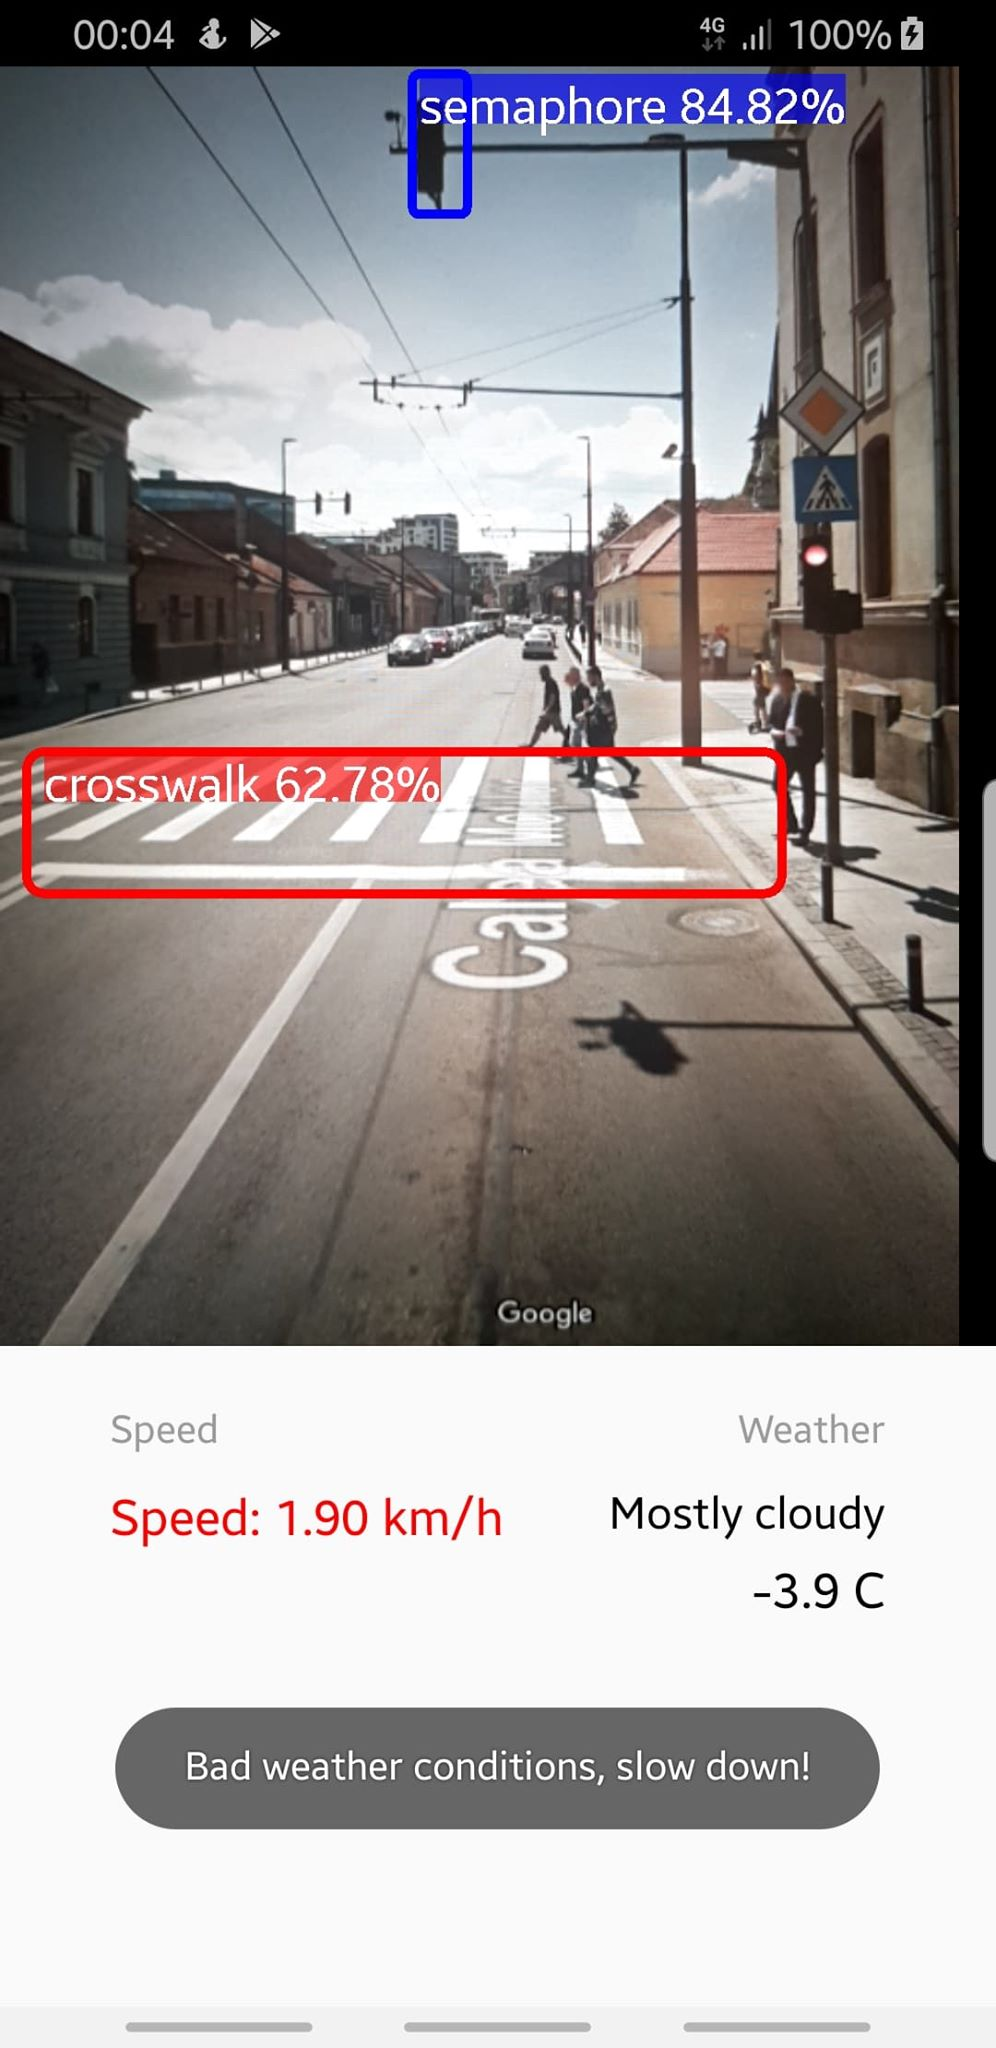 00:04 4G 100%
semaphore 84.82%
crosswalk 62.78%
Calea
Google
Speed
Weather
Speed: 1.90 km/h
Mostly cloudy
-3.9 C
Bad weather conditions, slow down!